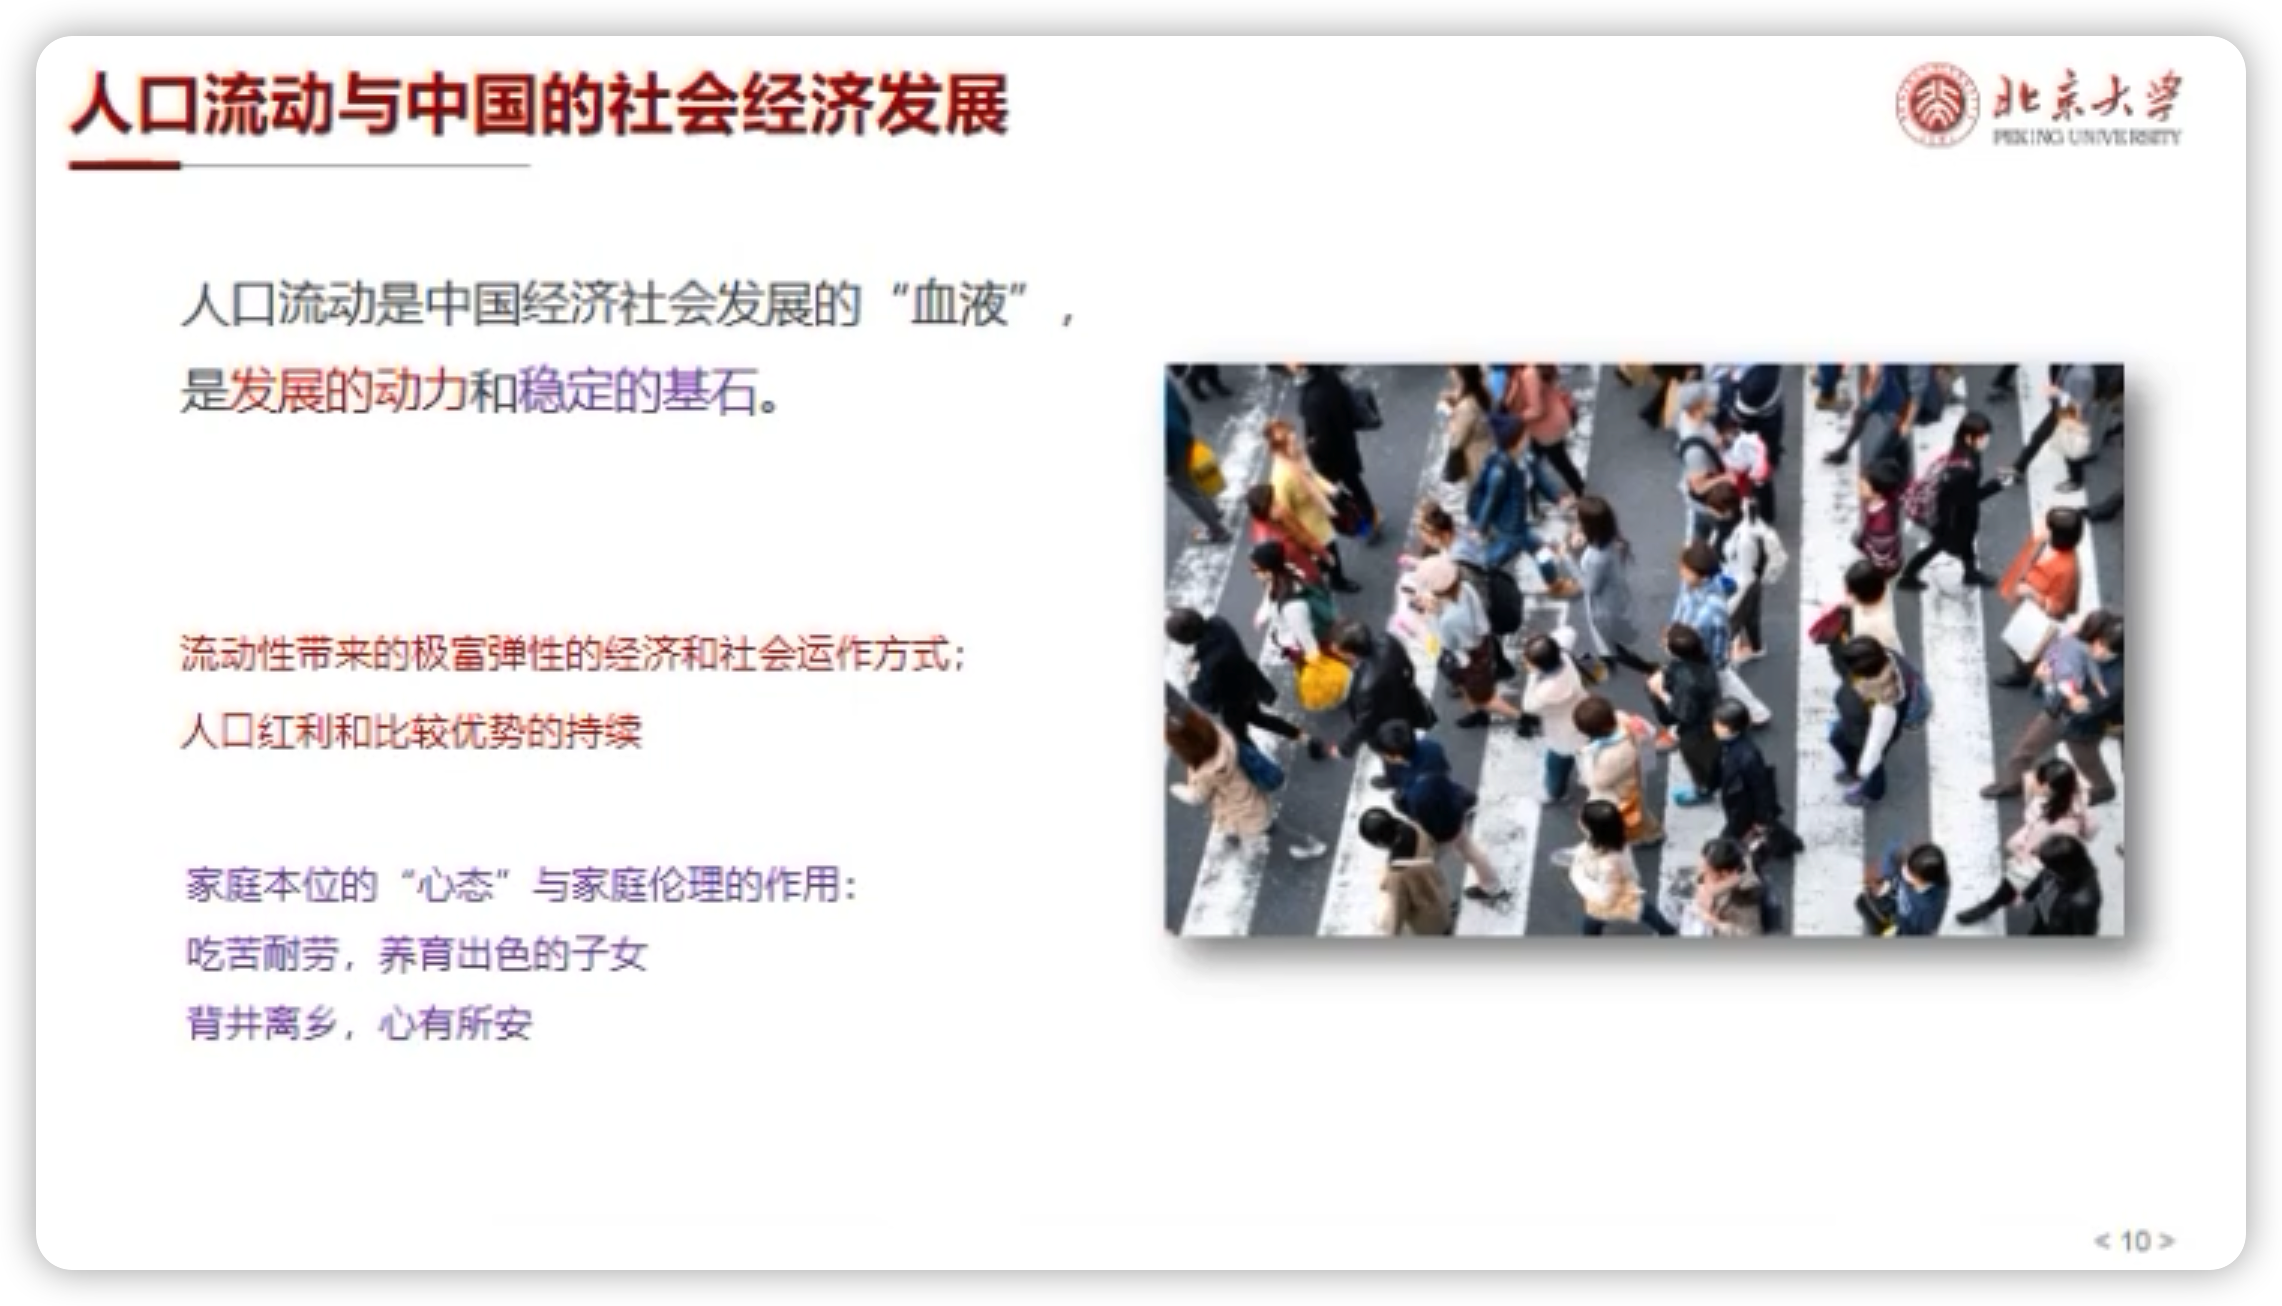 人口流动与中国的社会经济发展
北京大学
PEKING UNIVERSITY
人口流动是中国经济社会发展的“血液”，
是发展的动力和稳定的基石。
流动性带来的极富弹性的经济和社会运作方式；
人口红利和比较优势的持续
家庭本位的“心态”与家庭伦理的作用：
吃苦耐劳，养育出色的子女
背井离乡，心有所安
< 10 >